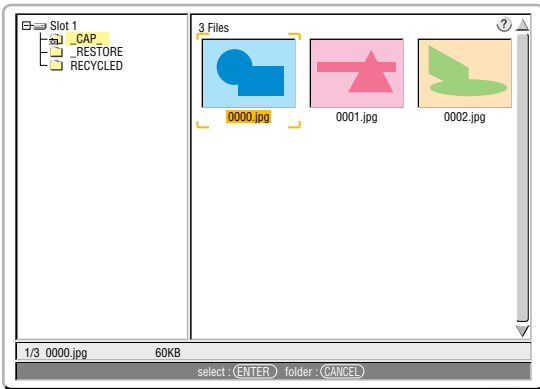 Slot 1
_CAP_
_RESTORE
RECYCLED
3 Files
?
0000.jpg
0001.jpg
0002.jpg
1/3 0000.jpg 60KB
select : ENTER folder : CANCEL